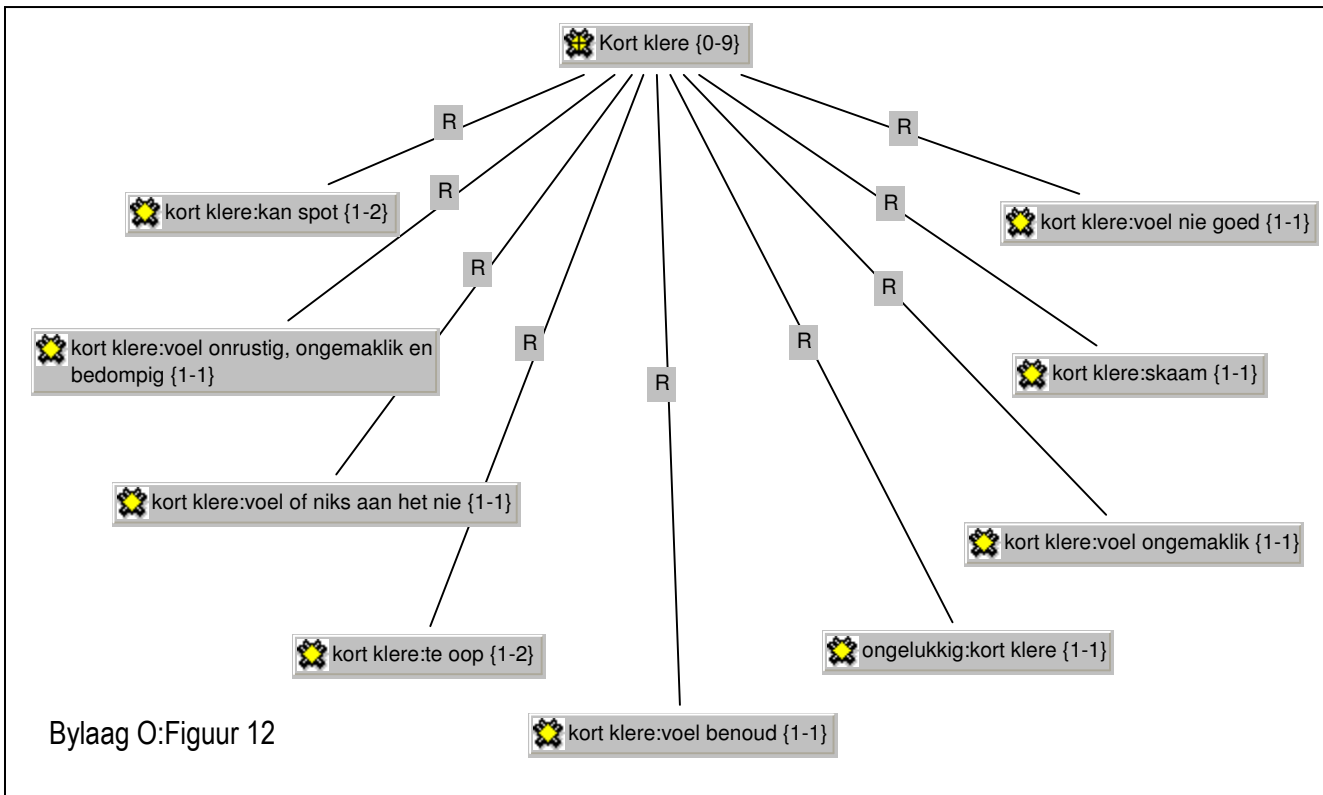 Kort klere {0-9}
R
R
R
R
R
R
R
R
R
kort klere:kan spot {1-2}
kort klere:voel nie goed {1-1}
kort klere:voel onrustig, ongemaklik en
bedompig {1-1}
kort klere:skaam {1-1}
kort klere:voel of niks aan het nie {1-1}
kort klere:voel ongemaklik {1-1}
kort klere:te oop {1-2}
ongelukkig:kort klere {1-1}
kort klere:voel benoud {1-1}
Bylaag O:Figuur 12